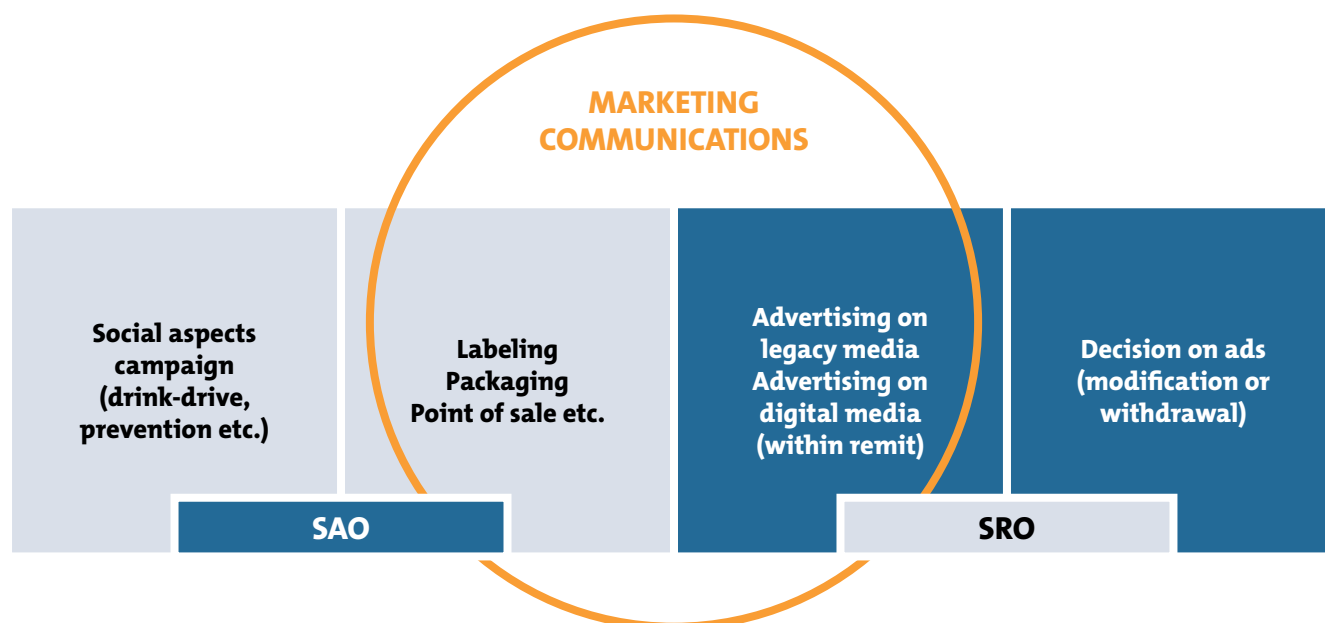 MARKETING
COMMUNICATIONS
Social aspects
campaign
(drink-drive,
prevention etc.)
Labeling
Packaging
Point of sale etc.
Advertising on
legacy media
Advertising on
digital media
(within remit)
Decision on ads
(modification or
withdrawal)
SAO
SRO